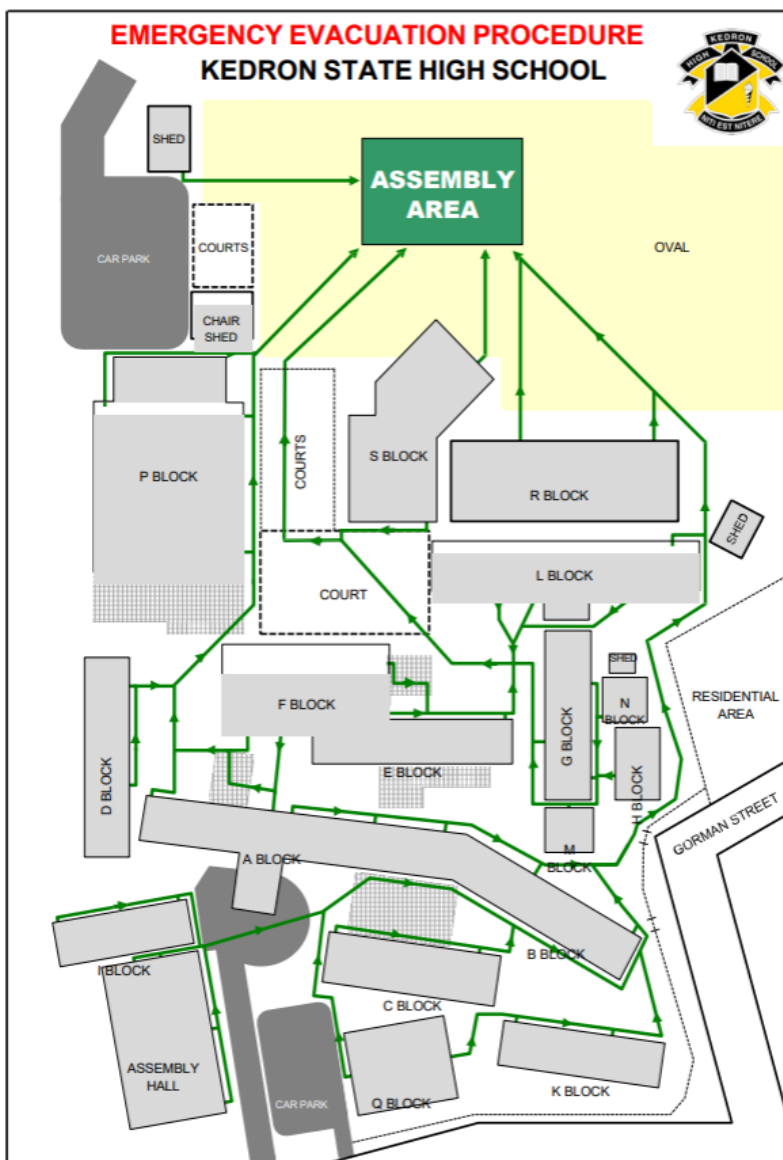 EMERGENCY EVACUATION PROCEDURE
KEDRON STATE HIGH SCHOOL
KEDRON
HIGH
SCHOOL
NITI EST NITERE
SHED
ASSEMBLY
AREA
CAR PARK
COURTS
OVAL
CHAIR
SHED
P BLOCK
COURTS
S BLOCK
R BLOCK
SHED
L BLOCK
COURT
SHED
RESIDENTIAL
AREA
N
BLOCK
F BLOCK
G BLOCK
D BLOCK
E BLOCK
H BLOCK
GORMAN STREET
M
BLOCK
A BLOCK
B BLOCK
I BLOCK
C BLOCK
ASSEMBLY
HALL
CAR PARK
Q BLOCK
K BLOCK